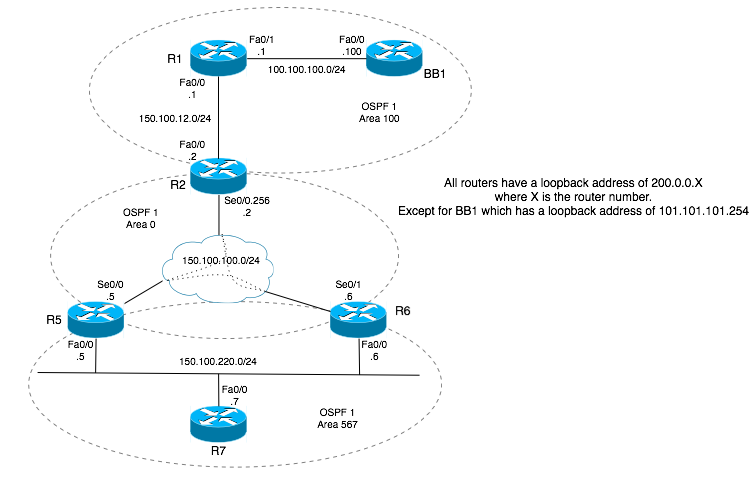 Fa0/1
.1
Fa0/0
.100
R1
BB1
100.100.100.0/24
Fa0/0
.1
OSPF 1
Area 100
150.100.12.0/24
Fa0/0
.2
R2
All routers have a loopback address of 200.0.0.X
where X is the router number.
Except for BB1 which has a loopback address of 101.101.101.254
Se0/0.256
.2
OSPF 1
Area 0
150.100.100.0/24
Se0/0
.5
Se0/1
.6
R5
R6
Fa0/0
.5
Fa0/0
.6
150.100.220.0/24
Fa0/0
.7
OSPF 1
Area 567
R7